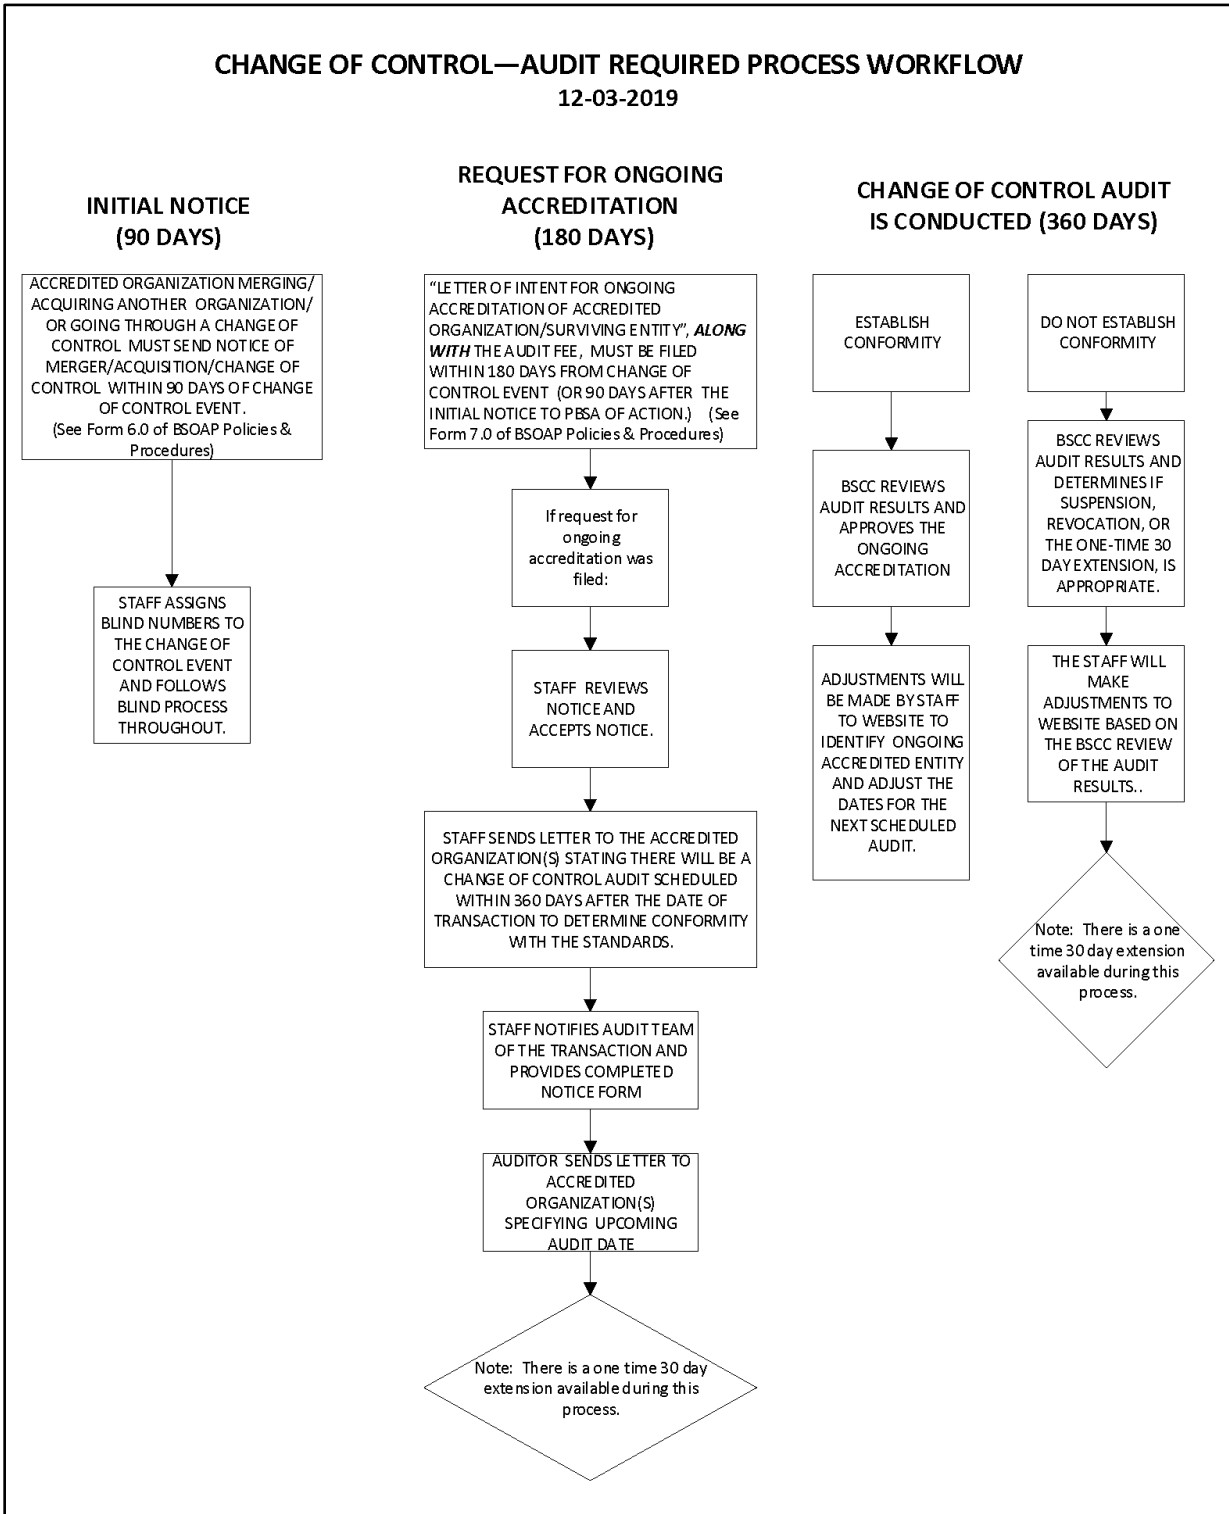 CHANGE OF CONTROL—AUDIT REQUIRED PROCESS WORKFLOW
12-03-2019
INITIAL NOTICE
(90 DAYS)
ACCREDITED ORGANIZATION MERGING/
ACQUIRING ANOTHER ORGANIZATION/
OR GOING THROUGH A CHANGE OF
CONTROL MUST SEND NOTICE OF
MERGER/ACQUISITION/CHANGE OF
CONTROL WITHIN 90 DAYS OF CHANGE
OF CONTROL EVENT.
(See Form 6.0 of BSOAP Policies &
Procedures)
STAFF ASSIGNS
BLIND NUMBERS TO
THE CHANGE OF
CONTROL EVENT
AND FOLLOWS
BLIND PROCESS
THROUGHOUT.
REQUEST FOR ONGOING
ACCREDITATION
(180 DAYS)
“LETTER OF INTENT FOR ONGOING
ACCREDITATION OF ACCREDITED
ORGANIZATION/SURVIVING ENTITY”, ALONG
WITH THE AUDIT FEE, MUST BE FILED
WITHIN 180 DAYS FROM CHANGE OF
CONTROL EVENT (OR 90 DAYS AFTER THE
INITIAL NOTICE TO PBSA OF ACTION.) (See
Form 7.0 of BSOAP Policies & Procedures)
If request for
ongoing
accreditation was
filed:
STAFF REVIEWS
NOTICE AND
ACCEPTS NOTICE.
STAFF SENDS LETTER TO THE ACCREDITED
ORGANIZATION(S) STATING THERE WILL BE A
CHANGE OF CONTROL AUDIT SCHEDULED
WITHIN 360 DAYS AFTER THE DATE OF
TRANSACTION TO DETERMINE CONFORMITY
WITH THE STANDARDS.
STAFF NOTIFIES AUDIT TEAM
OF THE TRANSACTION AND
PROVIDES COMPLETED
NOTICE FORM
AUDITOR SENDS LETTER TO
ACCREDITED
ORGANIZATION(S)
SPECIFYING UPCOMING
AUDIT DATE
Note: There is a one time 30 day
extension available during this
process.
CHANGE OF CONTROL AUDIT
IS CONDUCTED (360 DAYS)
ESTABLISH
CONFORMITY
BSCC REVIEWS
AUDIT RESULTS AND
APPROVES THE
ONGOING
ACCREDITATION
ADJUSTMENTS WILL
BE MADE BY STAFF
TO WEBSITE TO
IDENTIFY ONGOING
ACCREDITED ENTITY
AND ADJUST THE
DATES FOR THE
NEXT SCHEDULED
AUDIT.
DO NOT ESTABLISH
CONFORMITY
BSCC REVIEWS
AUDIT RESULTS AND
DETERMINES IF
SUSPENSION,
REVOCATION, OR
THE ONE-TIME 30
DAY EXTENSION, IS
APPROPRIATE.
THE STAFF WILL
MAKE
ADJUSTMENTS TO
WEBSITE BASED ON
THE BSCC REVIEW
OF THE AUDIT
RESULTS..
Note: There is a one
time 30 day extension
available during this
process.